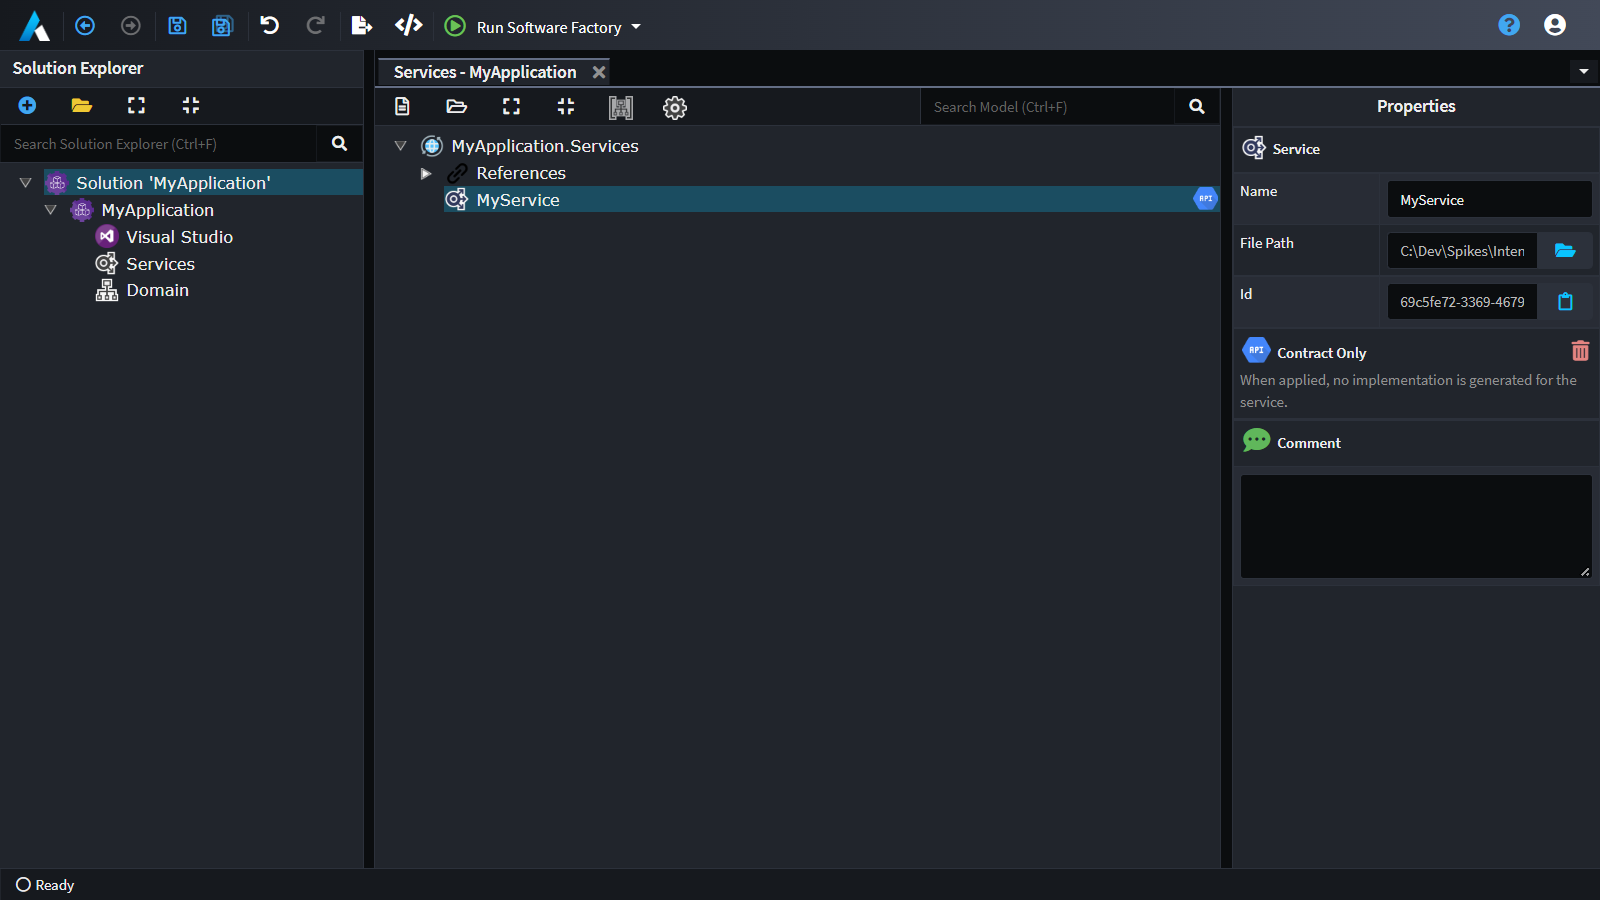 Run Software Factory
Solution Explorer
Search Solution Explorer (Ctrl+F)
Solution 'MyApplication'
MyApplication
Visual Studio
Services
Domain
Services - MyApplication
Search Model (Ctrl+F)
MyApplication.Services
References
MyService
API
Properties
Service
Name
MyService
File Path
C:\Dev\Spikes\Inten
Id
69c5fe72-3369-4679
API
Contract Only
When applied, no implementation is generated for the
service.
Comment
Ready